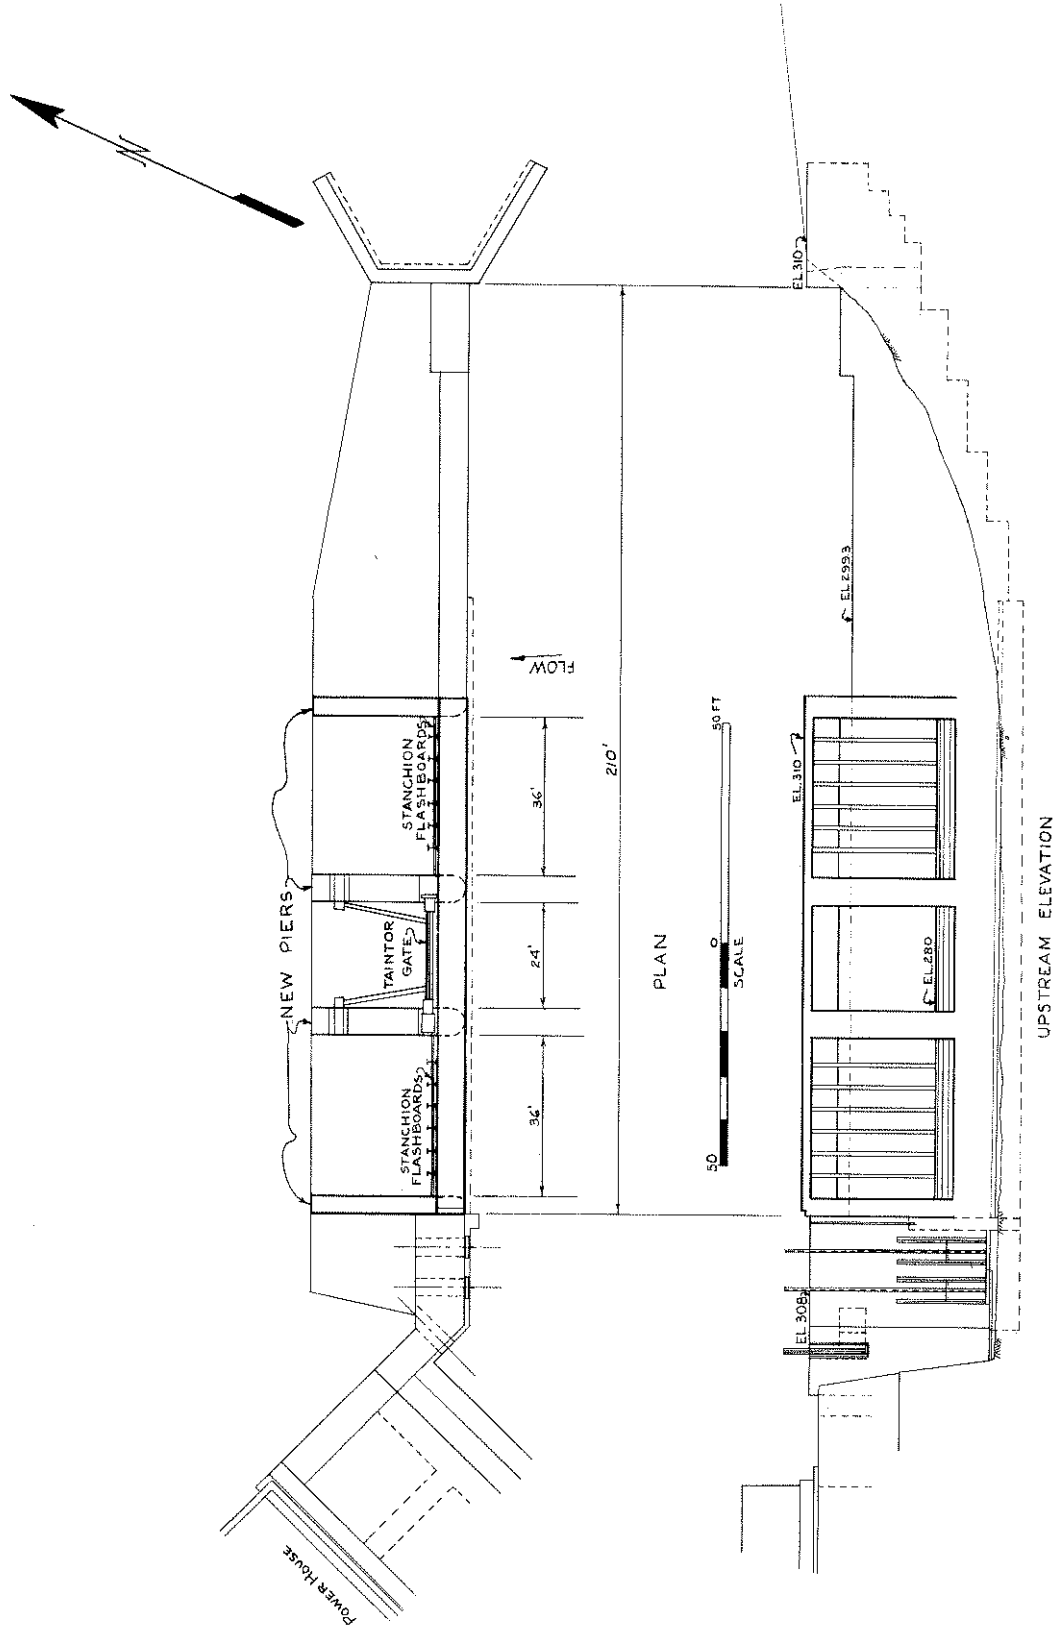 N
NEW PIERS
STANCHION
FLASHBOARDS
TAINTOR
GATE
STANCHION
FLASHBOARDS
POWER HOUSE
FLOW
36'
24'
36'
210'
PLAN
50
0
50 FT
SCALE
EL.310
EL.299.3
EL.310
EL.280
EL 308
UPSTREAM ELEVATION